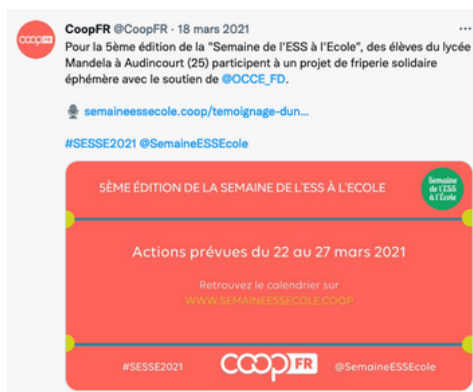 coopFR
CoopFR @CoopFR · 18 mars 2021 ...
Pour la 5ème édition de la "Semaine de l'ESS à l'Ecole", des élèves du lycée
Mandela à Audincourt (25) participent à un projet de friperie solidaire
éphémère avec le soutien de @OCCE_FD.
semaineessecole.coop/temoignage-dun...
#SESSE2021 @SemaineESSEcole
5ÈME ÉDITION DE LA SEMAINE DE L'ESS À L'ECOLE
Semaine
de l'ESS
à l'École
Actions prévues du 22 au 27 mars 2021
Retrouvez le calendrier sur
WWW.SEMAINEESSECOLE.COOP
#SESSE2021 COOP FR @SemaineESSEcole